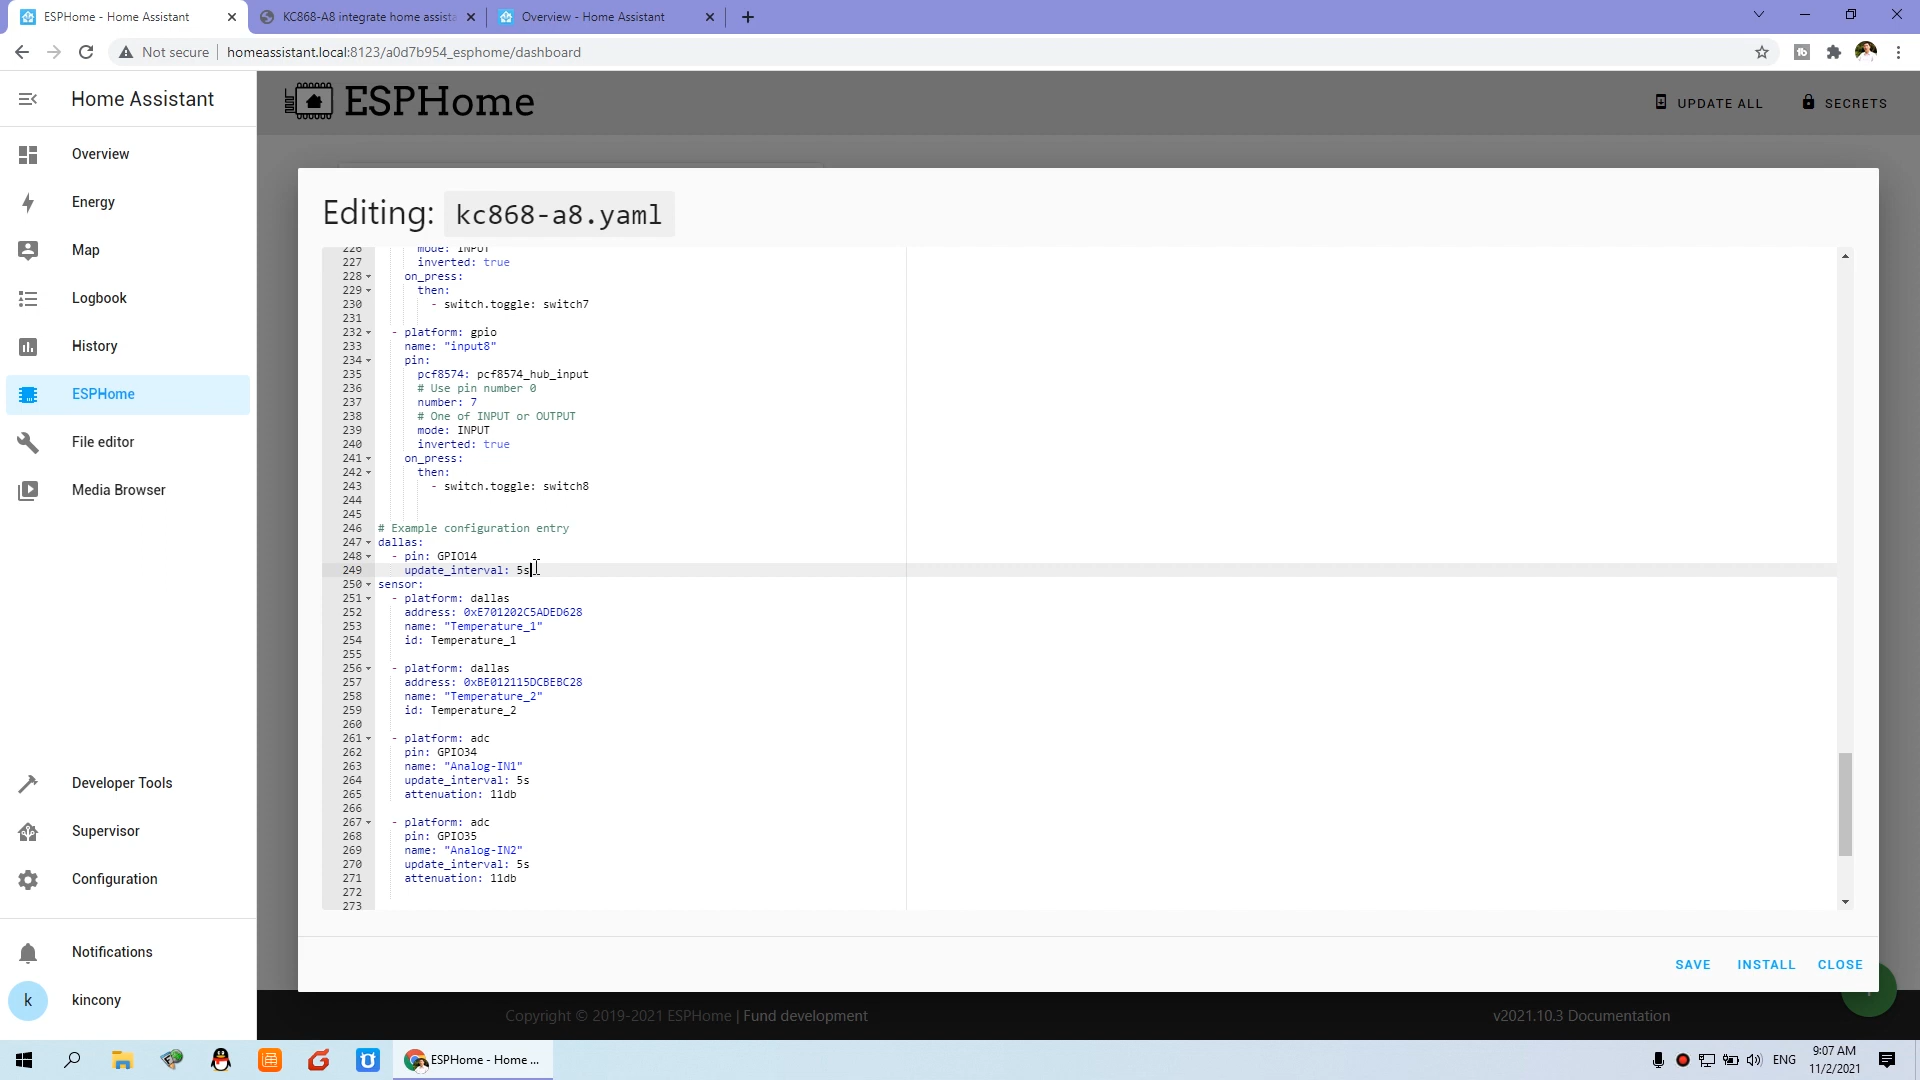 ESPHome - Home Assistant
KC868-A8 integrate home assista
Overview - Home Assistant
Not secure
homeassistant.local:8123/a0d7b954_esphome/dashboard
Home Assistant
ESPHome
UPDATE ALL
SECRETS
Overview
Energy
Map
Logbook
History
ESPHome
File editor
Media Browser
Developer Tools
Supervisor
Configuration
Notifications
k
kincony
Editing: kc868-a8.yaml
226 mode: INPUT
227 inverted: true
228 on_press:
229 then:
230 - switch.toggle: switch7
231
232 - platform: gpio
233 name: "input8"
234 pin:
235 pcf8574: pcf8574_hub_input
236 # Use pin number 0
237 number: 7
238 # One of INPUT or OUTPUT
239 mode: INPUT
240 inverted: true
241 on_press:
242 then:
243 - switch.toggle: switch8
244
245
246 # Example configuration entry
247 dallas:
248 - pin: GPIO14
249 update_interval: 5s
250 sensor:
251 - platform: dallas
252 address: 0xE701202C5ADED628
253 name: "Temperature_1"
254 id: Temperature_1
255
256 - platform: dallas
257 address: 0xBE012115DCBEBC28
258 name: "Temperature_2"
259 id: Temperature_2
260
261 - platform: adc
262 pin: GPIO34
263 name: "Analog-IN1"
264 update_interval: 5s
265 attenuation: 11db
266
267 - platform: adc
268 pin: GPIO35
269 name: "Analog-IN2"
270 update_interval: 5s
271 attenuation: 11db
272
273
SAVE
INSTALL
CLOSE
Copyright © 2019-2021 ESPHome | Fund development
v2021.10.3 Documentation
ESPHome - Home ...
ENG
9:07 AM
11/2/2021